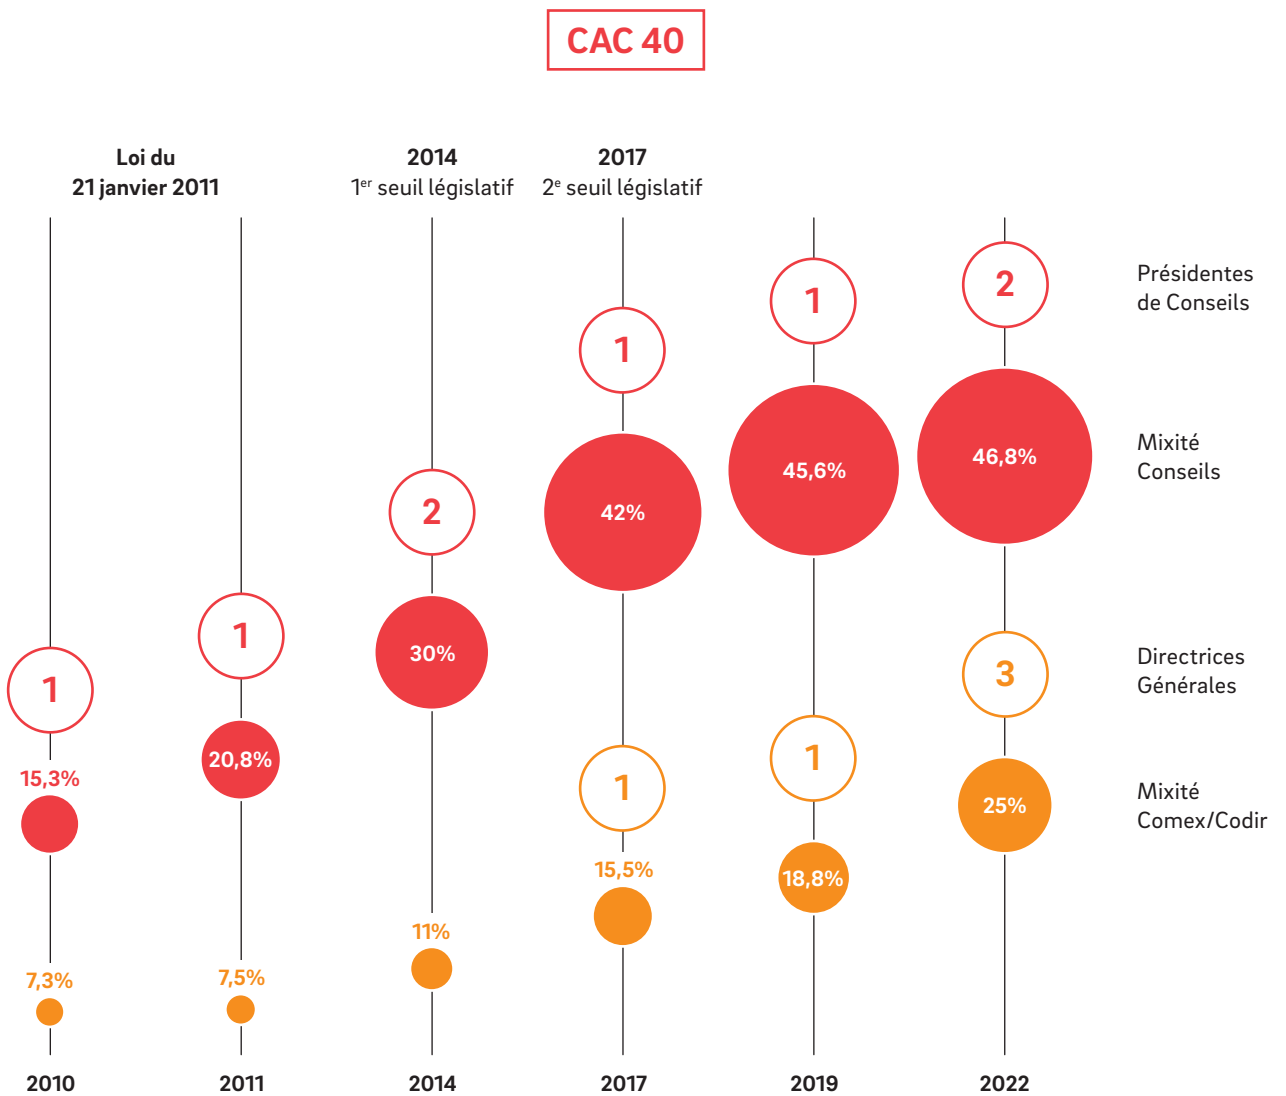 CAC 40
Loi du
21 janvier 2011
2014
1er seuil législatif
2017
2e seuil législatif
Présidentes
de Conseils
1
1
2
1
1
2
Mixité
Conseils
15,3%
20,8%
30%
42%
45,6%
46,8%
Directrices
Générales
1
1
3
Mixité
Comex/Codir
7,3%
7,5%
11%
15,5%
18,8%
25%
2010
2011
2014
2017
2019
2022